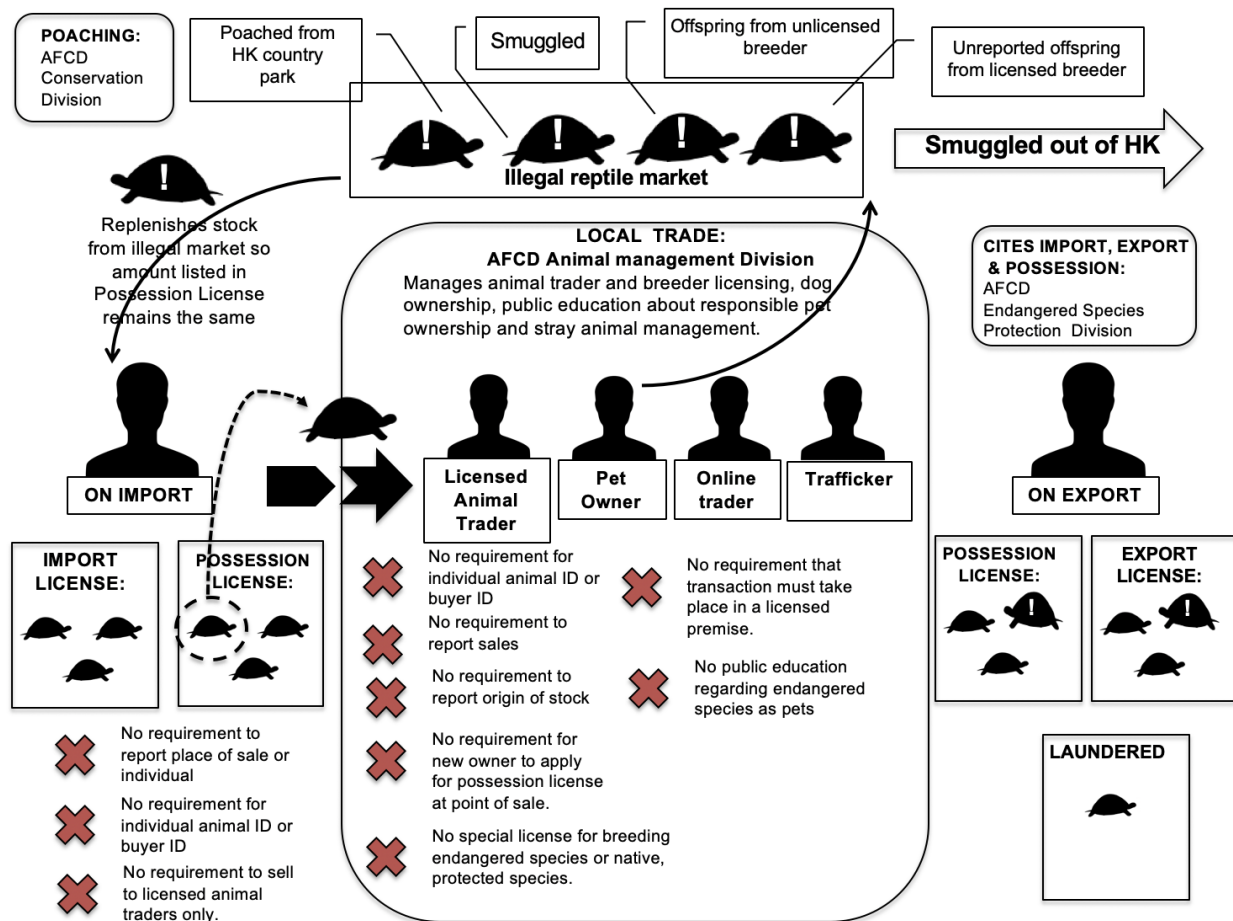 POACHING:
AFCD
Conservation
Division
Poached from
HK country
park
Smuggled
Offspring from unlicensed
breeder
Unreported offspring
from licensed breeder
! ! ! !
Illegal reptile market
Smuggled out of HK
!
Replenishes stock
from illegal market so
amount listed in
Possession License
remains the same
LOCAL TRADE:
AFCD Animal management Division
Manages animal trader and breeder licensing, dog
ownership, public education about responsible pet
ownership and stray animal management.
CITES IMPORT, EXPORT
& POSSESSION:
AFCD
Endangered Species
Protection Division
ON IMPORT
Licensed
Animal
Trader
Pet
Owner
Online
trader
Trafficker
ON EXPORT
IMPORT
LICENSE:
POSSESSION
LICENSE:
No requirement to
report place of sale or
individual
No requirement for
individual animal ID or
buyer ID
No requirement to sell
to licensed animal
traders only.
No requirement for
individual animal ID or
buyer ID
No requirement to
report sales
No requirement to
report origin of stock
No requirement for
new owner to apply
for possession license
at point of sale.
No special license for breeding
endangered species or native,
protected species.
No requirement that
transaction must take
place in a licensed
premise.
No public education
regarding endangered
species as pets
POSSESSION
LICENSE:
!
EXPORT
LICENSE:
!
LAUNDERED